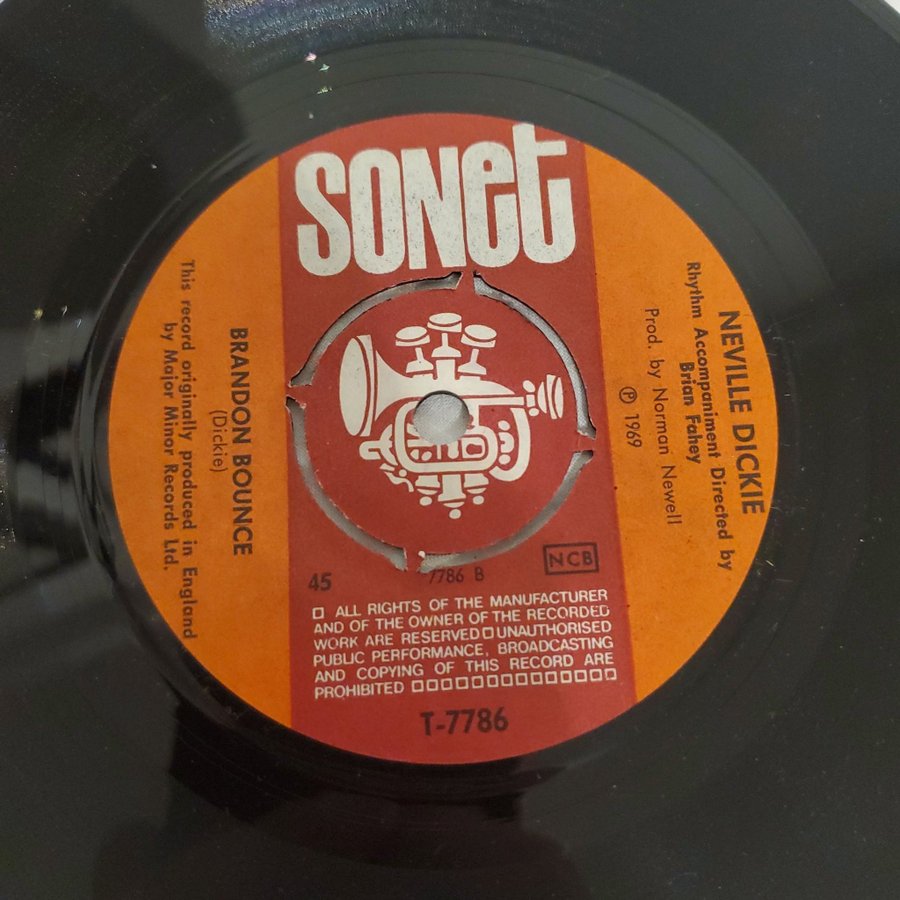 SONet
NEVILLE DICKIE
Rhythm Accompaniment Directed by
Brian Fahey
Prod. by Norman Newell
℗ 1969
BRANDON BOUNCE
(Dickie)
This record originally produced in England
by Major Minor Records Ltd.
45
7786 B
NCB
ALL RIGHTS OF THE MANUFACTURER
AND OF THE OWNER OF THE RECORDED
WORK ARE RESERVED UNAUTHORISED
PUBLIC PERFORMANCE, BROADCASTING
AND COPYING OF THIS RECORD ARE
PROHIBITED
T-7786